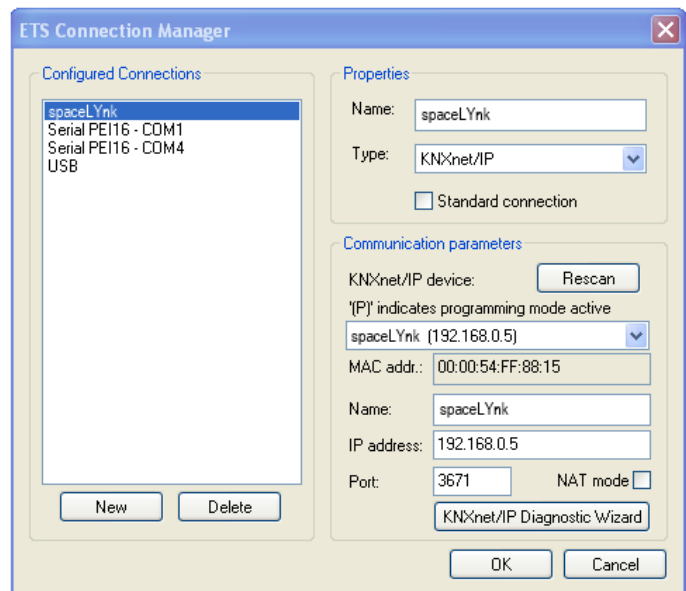 ETS Connection Manager
Configured Connections
spaceLYnk
Serial PEI16 - COM1
Serial PEI16 - COM4
USB
New
Delete
Properties
Name: spaceLYnk
Type: KNXnet/IP
Standard connection
Communication parameters
KNXnet/IP device: Rescan
'(P)' indicates programming mode active
spaceLYnk (192.168.0.5)
MAC addr.: 00:00:54:FF:88:15
Name: spaceLYnk
IP address: 192.168.0.5
Port: 3671 NAT mode
KNXnet/IP Diagnostic Wizard
OK
Cancel